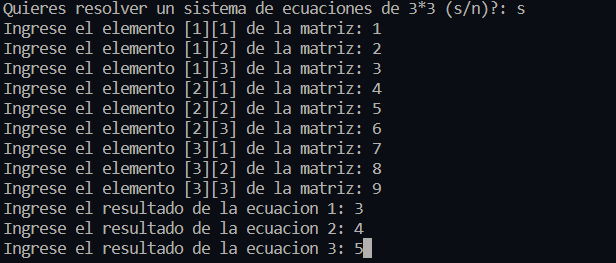 Quieres resolver un sistema de ecuaciones de 3*3 (s/n)?: s
Ingrese el elemento [1][1] de la matriz: 1
Ingrese el elemento [1][2] de la matriz: 2
Ingrese el elemento [1][3] de la matriz: 3
Ingrese el elemento [2][1] de la matriz: 4
Ingrese el elemento [2][2] de la matriz: 5
Ingrese el elemento [2][3] de la matriz: 6
Ingrese el elemento [3][1] de la matriz: 7
Ingrese el elemento [3][2] de la matriz: 8
Ingrese el elemento [3][3] de la matriz: 9
Ingrese el resultado de la ecuacion 1: 3
Ingrese el resultado de la ecuacion 2: 4
Ingrese el resultado de la ecuacion 3: 5